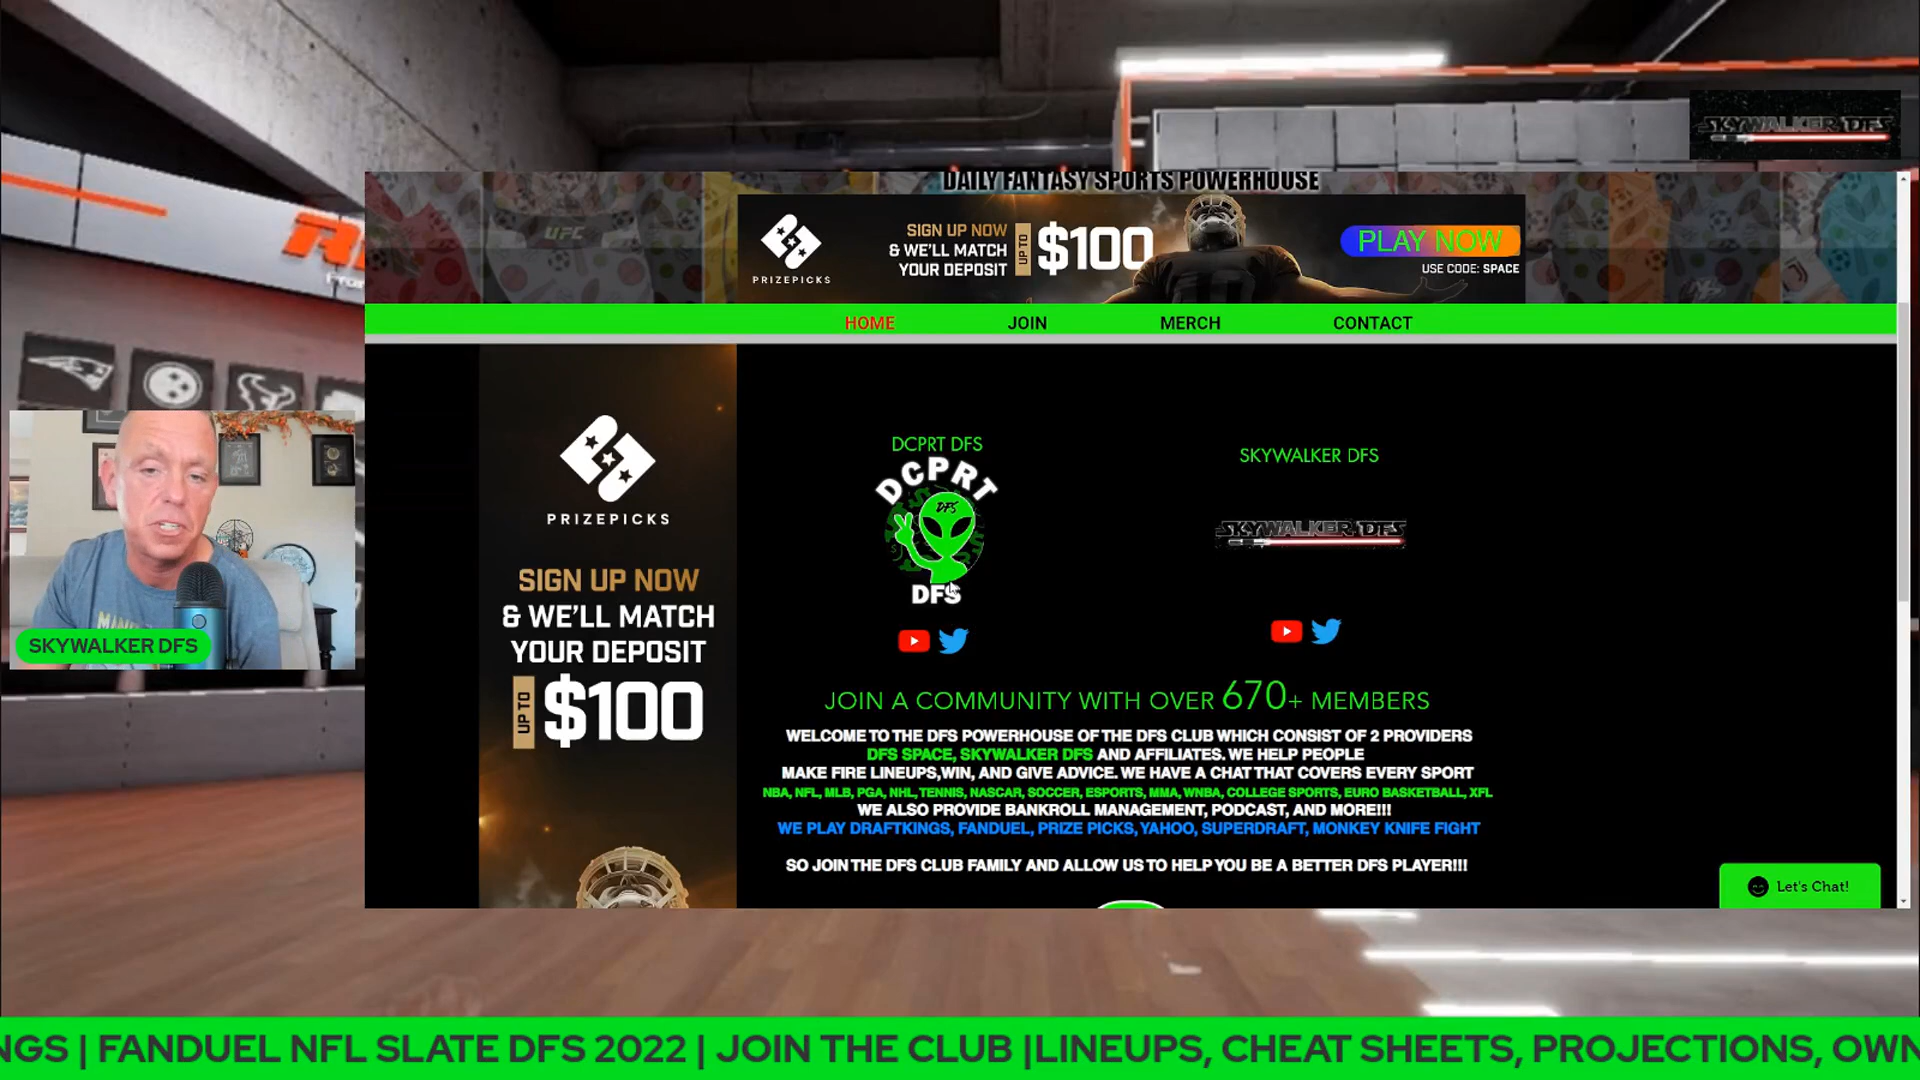 SKYWALKER DFS
DAILY FANTASY SPORTS POWERHOUSE
UFC
PRIZEPICKS
SIGN UP NOW
& WE'LL MATCH
YOUR DEPOSIT
UP TO
$100
PLAY NOW
USE CODE: SPACE
HOME
JOIN
MERCH
CONTACT
PRIZEPICKS
SIGN UP NOW
& WE'LL MATCH
YOUR DEPOSIT
UP TO
$100
DCPRT DFS
DCPRT
DFS
DFS
SKYWALKER DFS
SKYWALKER DFS
JOIN A COMMUNITY WITH OVER 670+ MEMBERS
WELCOME TO THE DFS POWERHOUSE OF THE DFS CLUB WHICH CONSIST OF 2 PROVIDERS
DFS SPACE, SKYWALKER DFS AND AFFILIATES. WE HELP PEOPLE
MAKE FIRE LINEUPS,WIN, AND GIVE ADVICE. WE HAVE A CHAT THAT COVERS EVERY SPORT
NBA, NFL, MLB, PGA, NHL, TENNIS, NASCAR, SOCCER, ESPORTS, MMA, WNBA, COLLEGE SPORTS, EURO BASKETBALL, XFL
WE ALSO PROVIDE BANKROLL MANAGEMENT, PODCAST, AND MORE!!!
WE PLAY DRAFTKINGS, FANDUEL, PRIZE PICKS, YAHOO, SUPERDRAFT, MONKEY KNIFE FIGHT
SO JOIN THE DFS CLUB FAMILY AND ALLOW US TO HELP YOU BE A BETTER DFS PLAYER!!!
Let's Chat!
SKYWALKER DFS
NGS | FANDUEL NFL SLATE DFS 2022 | JOIN THE CLUB |LINEUPS, CHEAT SHEETS, PROJECTIONS, OWN